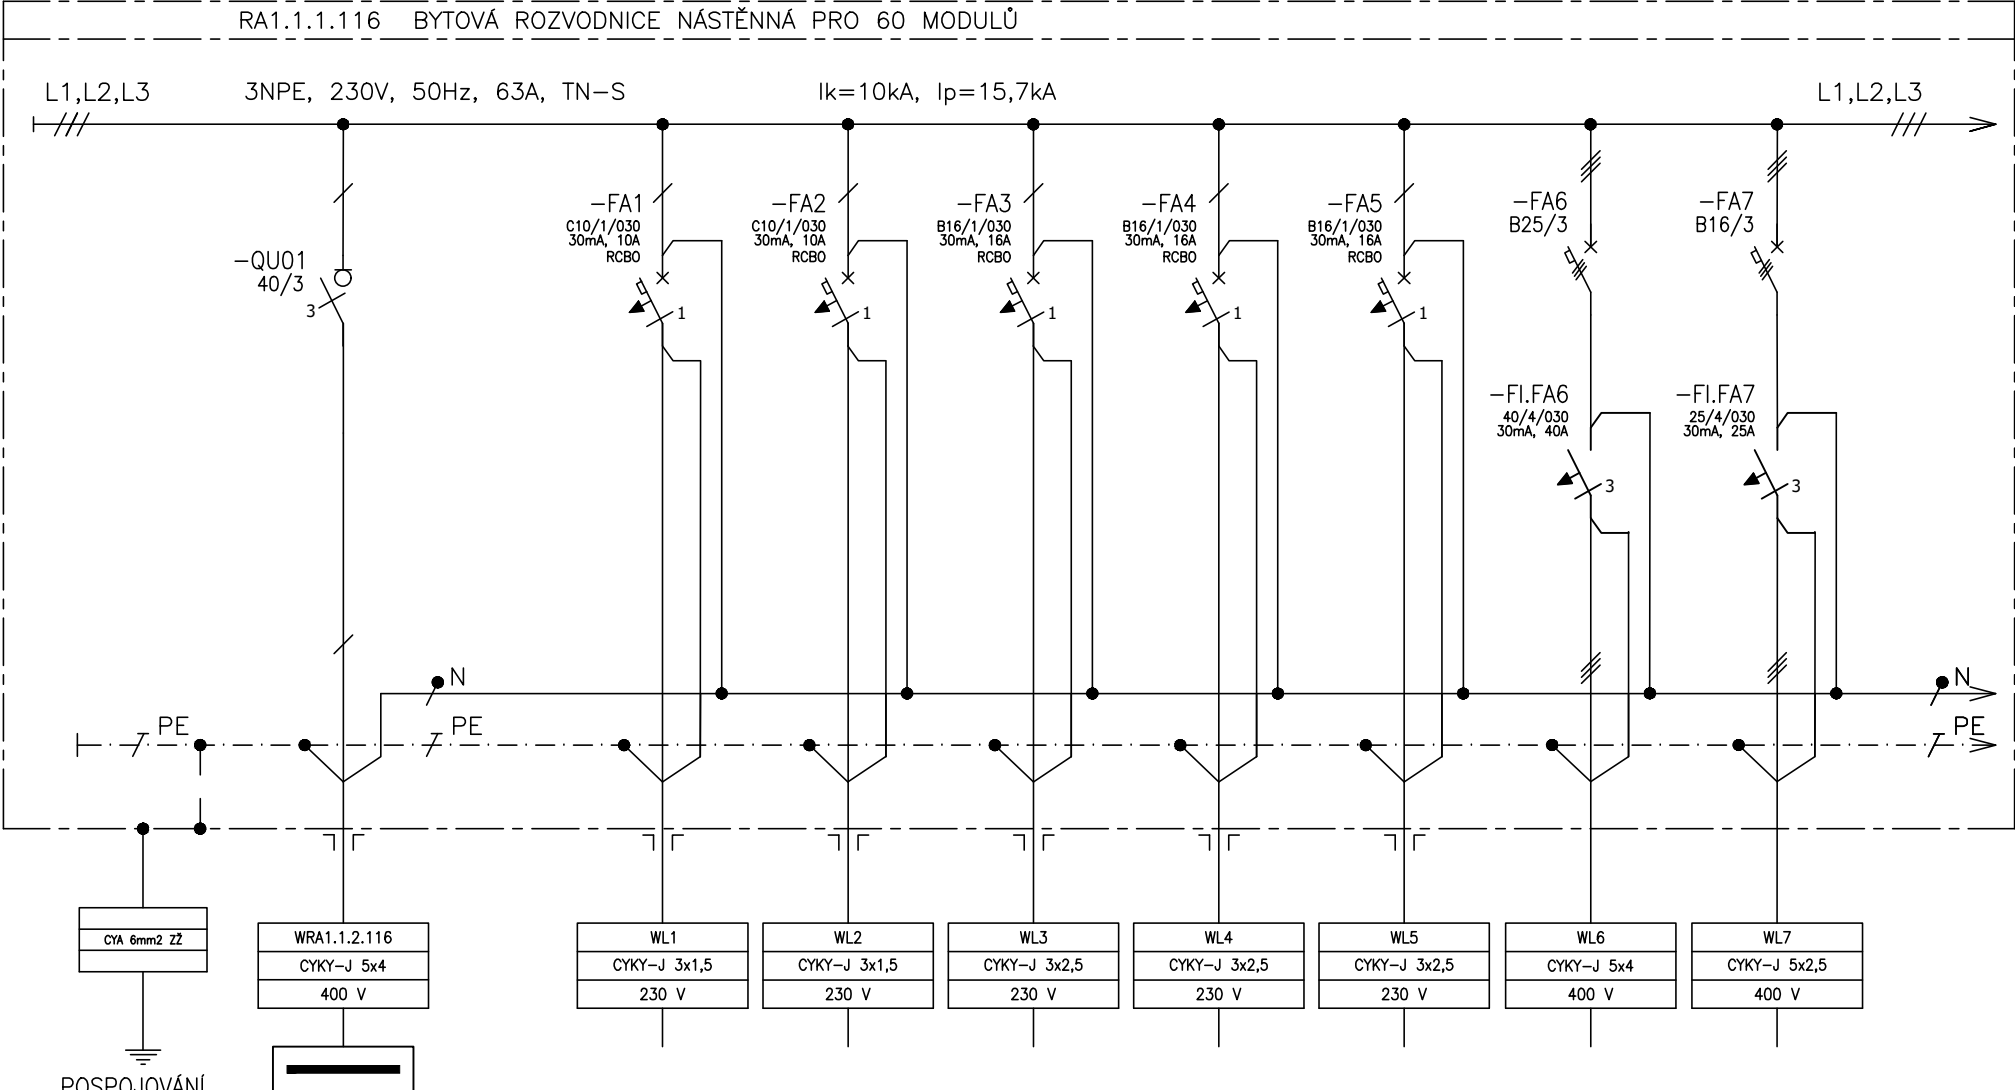 RA1.1.1.116 BYTOVÁ ROZVODNICE NÁSTĚNNÁ PRO 60 MODULŮ
L1,L2,L3 3NPE, 230V, 50Hz, 63A, TN-S Ik=10kA, Ip=15,7kA L1,L2,L3
-QU01
40/3
3
-FA1
C10/1/030
30mA, 10A
RCBO
1
-FA2
C10/1/030
30mA, 10A
RCBO
1
-FA3
B16/1/030
30mA, 16A
RCBO
1
-FA4
B16/1/030
30mA, 16A
RCBO
1
-FA5
B16/1/030
30mA, 16A
RCBO
1
-FA6
B25/3
-FA7
B16/3
-FI.FA6
40/4/030
30mA, 40A
3
-FI.FA7
25/4/030
30mA, 25A
3
N N
PE PE PE
CYA 6mm2 ZŽ
POSPOJOVÁNÍ
WRA1.1.2.116
CYKY-J 5x4
400 V
WL1
CYKY-J 3x1,5
230 V
WL2
CYKY-J 3x1,5
230 V
WL3
CYKY-J 3x2,5
230 V
WL4
CYKY-J 3x2,5
230 V
WL5
CYKY-J 3x2,5
230 V
WL6
CYKY-J 5x4
400 V
WL7
CYKY-J 5x2,5
400 V